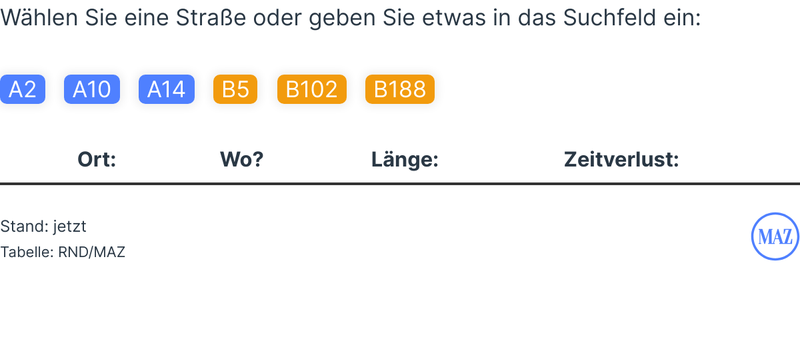 Wählen Sie eine Straße oder geben Sie etwas in das Suchfeld ein:
A2 A10 A14 B5 B102 B188
Ort: Wo? Länge: Zeitverlust:
Stand: jetzt
Tabelle: RND/MAZ
MAZ